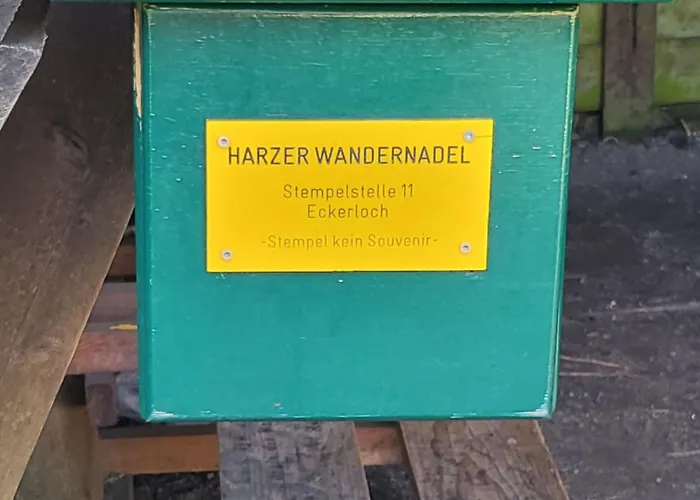 HARZER WANDERNADEL
Stempelstelle 11
Eckerloch
-Stempel kein Souvenir-